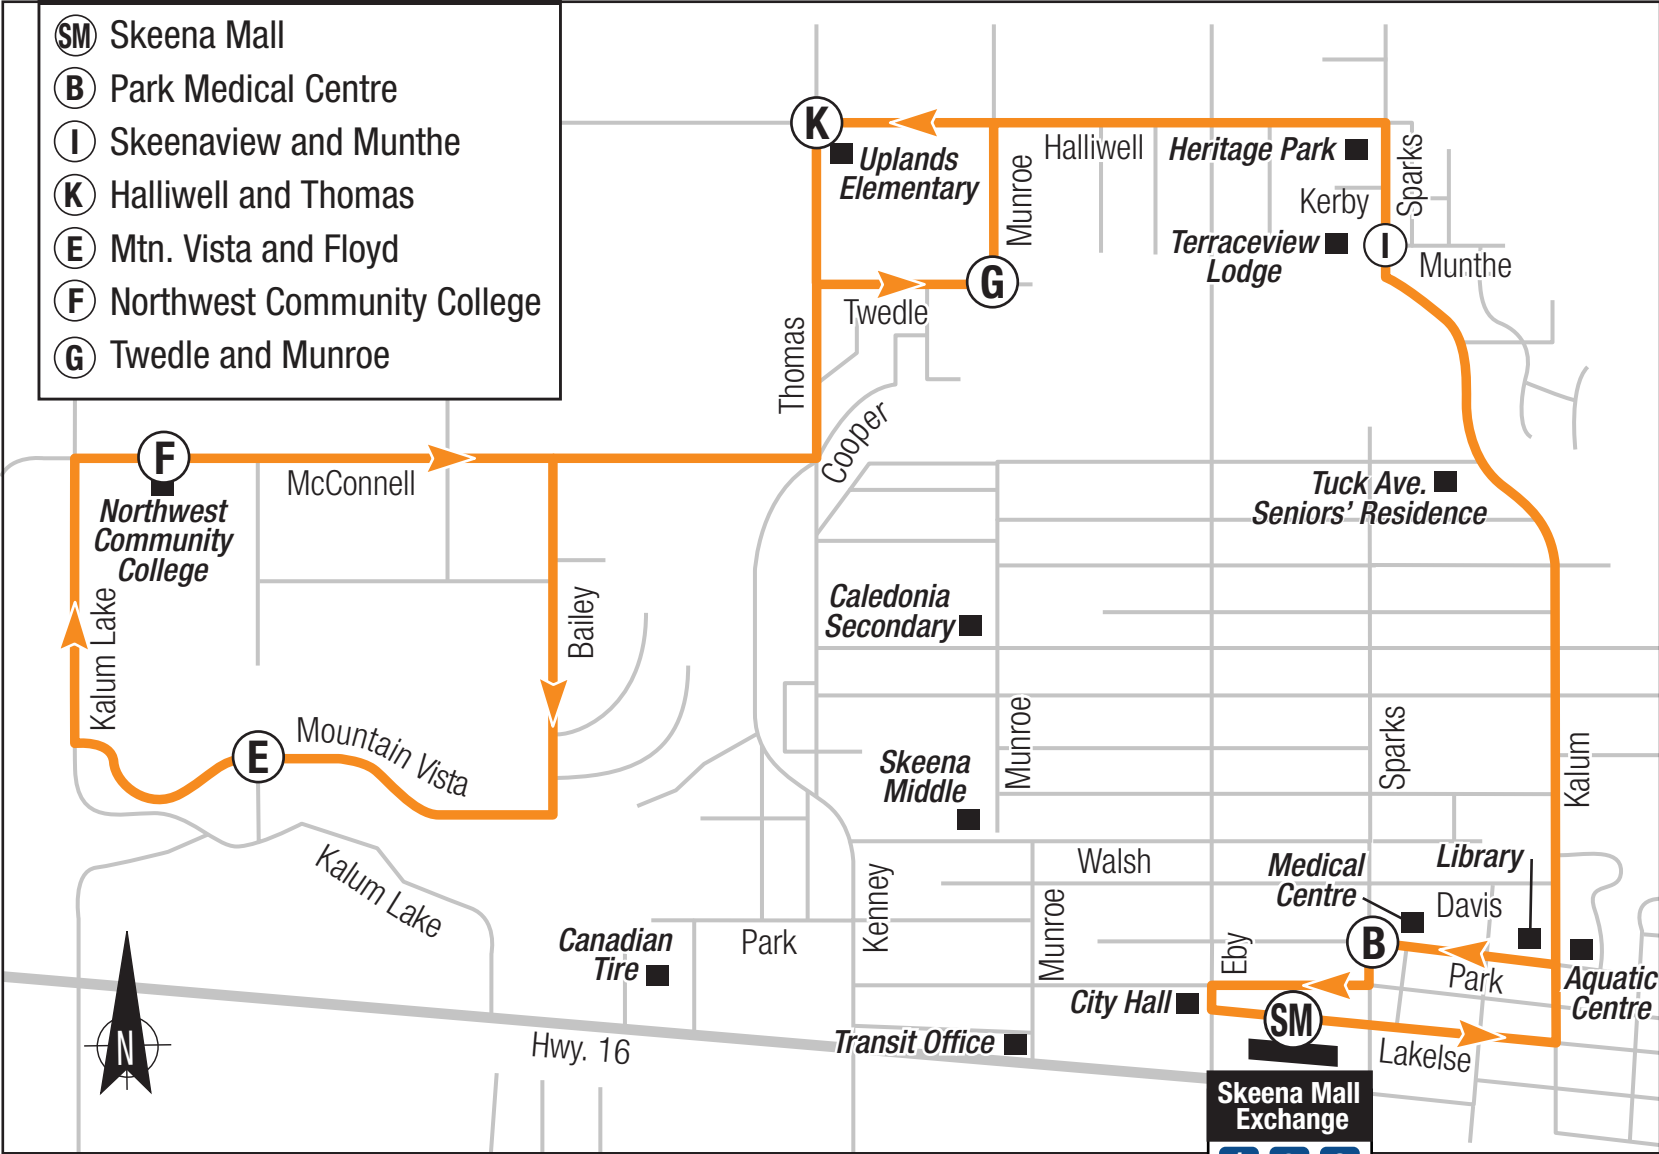 SM Skeena Mall
B Park Medical Centre
I Skeenaview and Munthe
K Halliwell and Thomas
E Mtn. Vista and Floyd
F Northwest Community College
G Twedle and Munroe
K
Uplands
Elementary
Munroe
Halliwell
Heritage Park
Sparks
Kerby
Terraceview
Lodge
I
Munthe
G
Twedle
Thomas
Cooper
F
McConnell
Northwest
Community
College
Kalum Lake
Bailey
E
Mountain Vista
Kalum Lake
Tuck Ave.
Seniors' Residence
Caledonia
Secondary
Skeena
Middle
Munroe
Sparks
Kalum
Walsh
Medical
Centre
Library
Davis
Kenney
Munroe
Eby
B
Park
Aquatic
Centre
Canadian
Tire
Park
City Hall
SM
Lakelse
Transit Office
Hwy. 16
N
Skeena Mall
Exchange